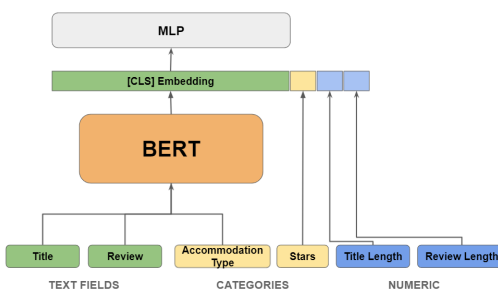 MLP
[CLS] Embedding
BERT
Title
Review
Accommodation
Type
Stars
Title Length
Review Length
TEXT FIELDS
CATEGORIES
NUMERIC